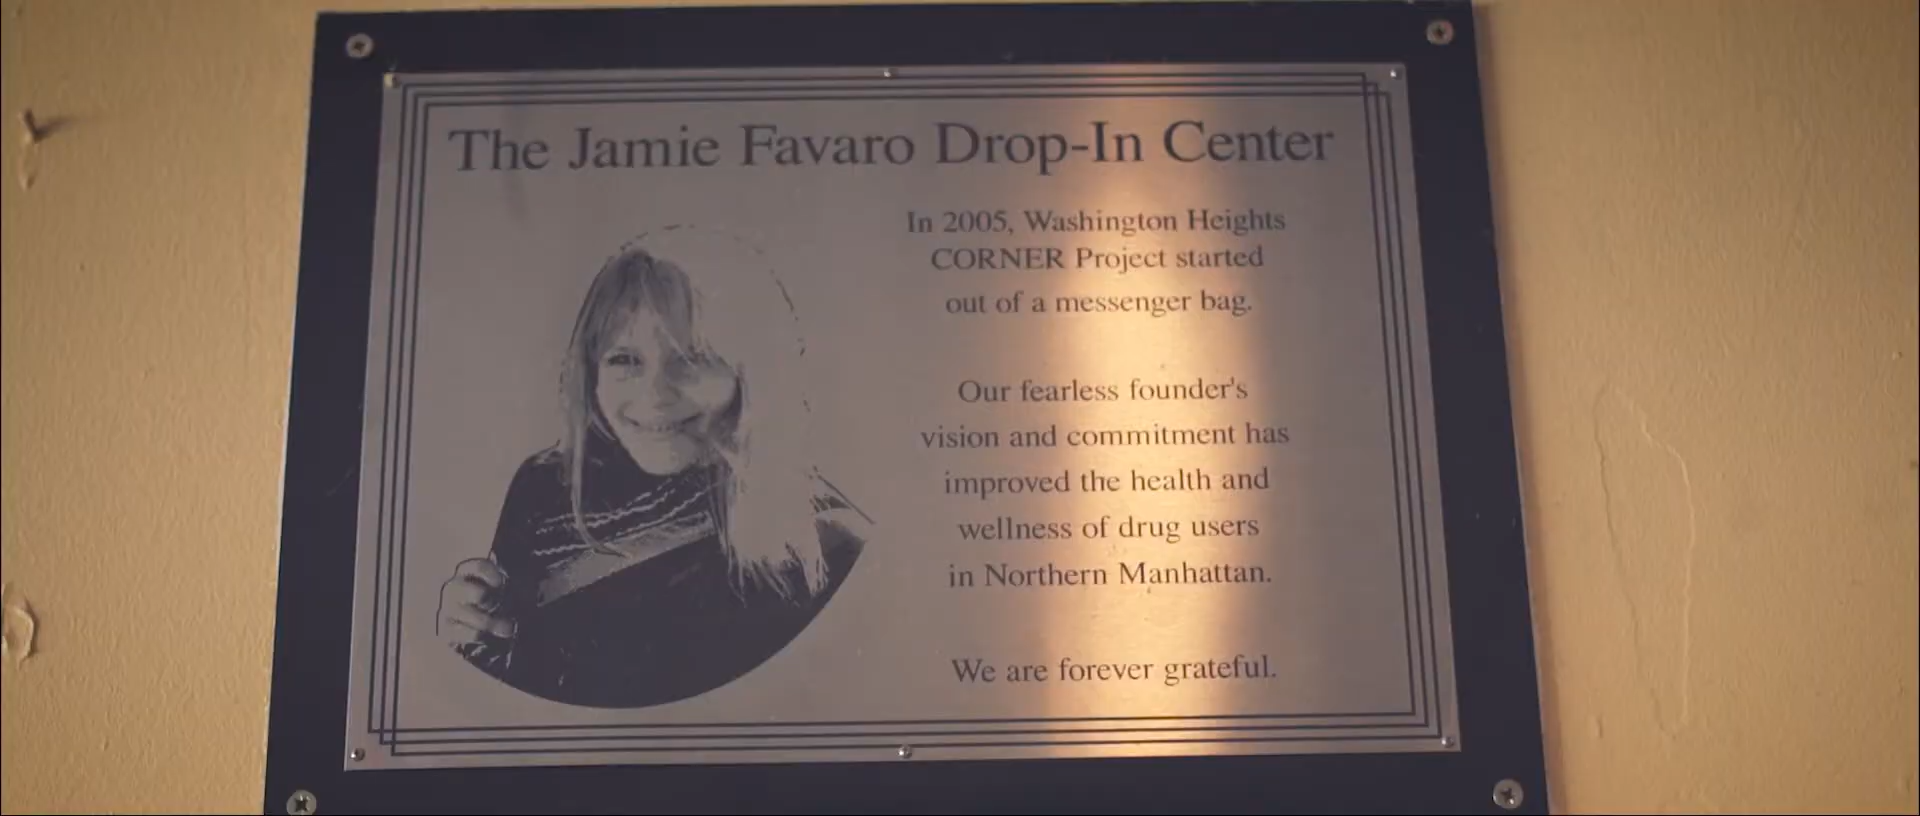 The Jamie Favaro Drop-In Center
In 2005, Washington Heights
CORNER Project started
out of a messenger bag.
Our fearless founder's
vision and commitment has
improved the health and
wellness of drug users
in Northern Manhattan.
We are forever grateful.